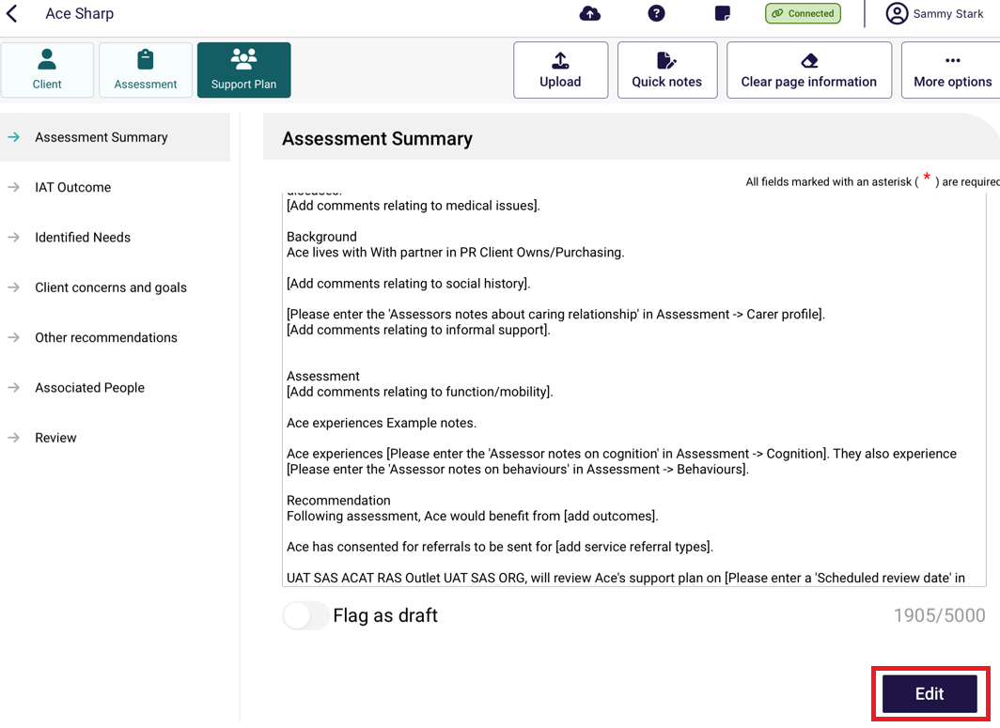 Ace Sharp
Connected
Sammy Stark
Client
Assessment
Support Plan
Upload
Quick notes
Clear page information
More options
Assessment Summary
IAT Outcome
Identified Needs
Client concerns and goals
Other recommendations
Associated People
Review
Assessment Summary
All fields marked with an asterisk ( * ) are required
diseases.
[Add comments relating to medical issues].
Background
Ace lives with With partner in PR Client Owns/Purchasing.
[Add comments relating to social history].
[Please enter the 'Assessors notes about caring relationship' in Assessment -> Carer profile].
[Add comments relating to informal support].
Assessment
[Add comments relating to function/mobility].
Ace experiences Example notes.
Ace experiences [Please enter the 'Assessor notes on cognition' in Assessment -> Cognition]. They also experience
[Please enter the 'Assessor notes on behaviours' in Assessment -> Behaviours].
Recommendation
Following assessment, Ace would benefit from [add outcomes].
Ace has consented for referrals to be sent for [add service referral types].
UAT SAS ACAT RAS Outlet UAT SAS ORG, will review Ace's support plan on [Please enter a 'Scheduled review date' in
Flag as draft
1905/5000
Edit